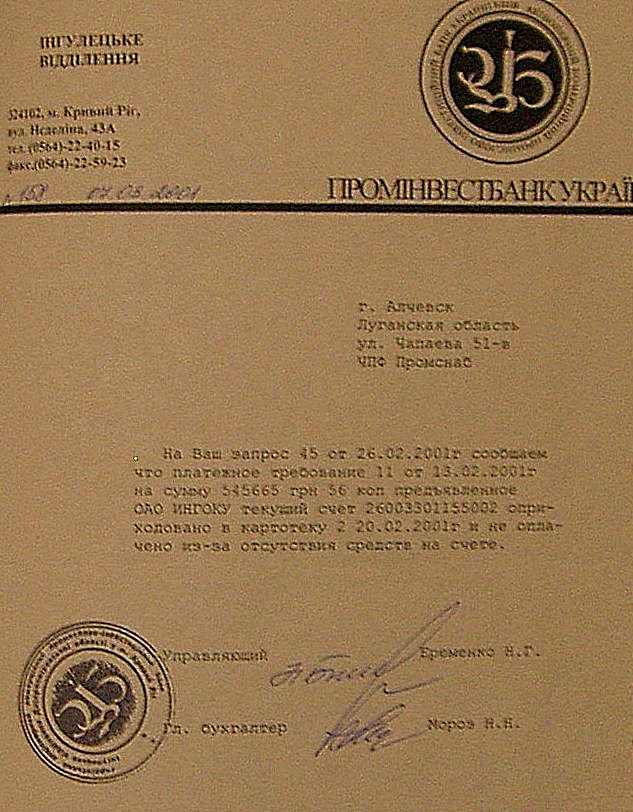 ІНГУЛЕЦЬКЕ
ВІДДІЛЕННЯ
324102, м. Кривий Ріг,
вул. Неделіна, 43А
тел.(0564)-22-40-15
факс.(0564)-22-59-23
158 07.03.2001
ПРОМІНВЕСТБАНК УКРАЇ
г. Алчевск
Луганская область
ул. Чапаева 51-в
ЧПФ Промснаб
На Ваш запрос 45 от 26.02.2001г сообщаем
что платежное требование 11 от 13.02.2001г
на сумму 545665 грн 56 коп предъявленное
ОАО ИНГОКУ текущий счет 26003301155002 опри-
ходовано в картотеку 2 20.02.2001г и не опла-
чено из-за отсутствия средств на счете.
Управляющий Еременко Н.Г.
Гл. бухгалтер Мороз Н.Н.